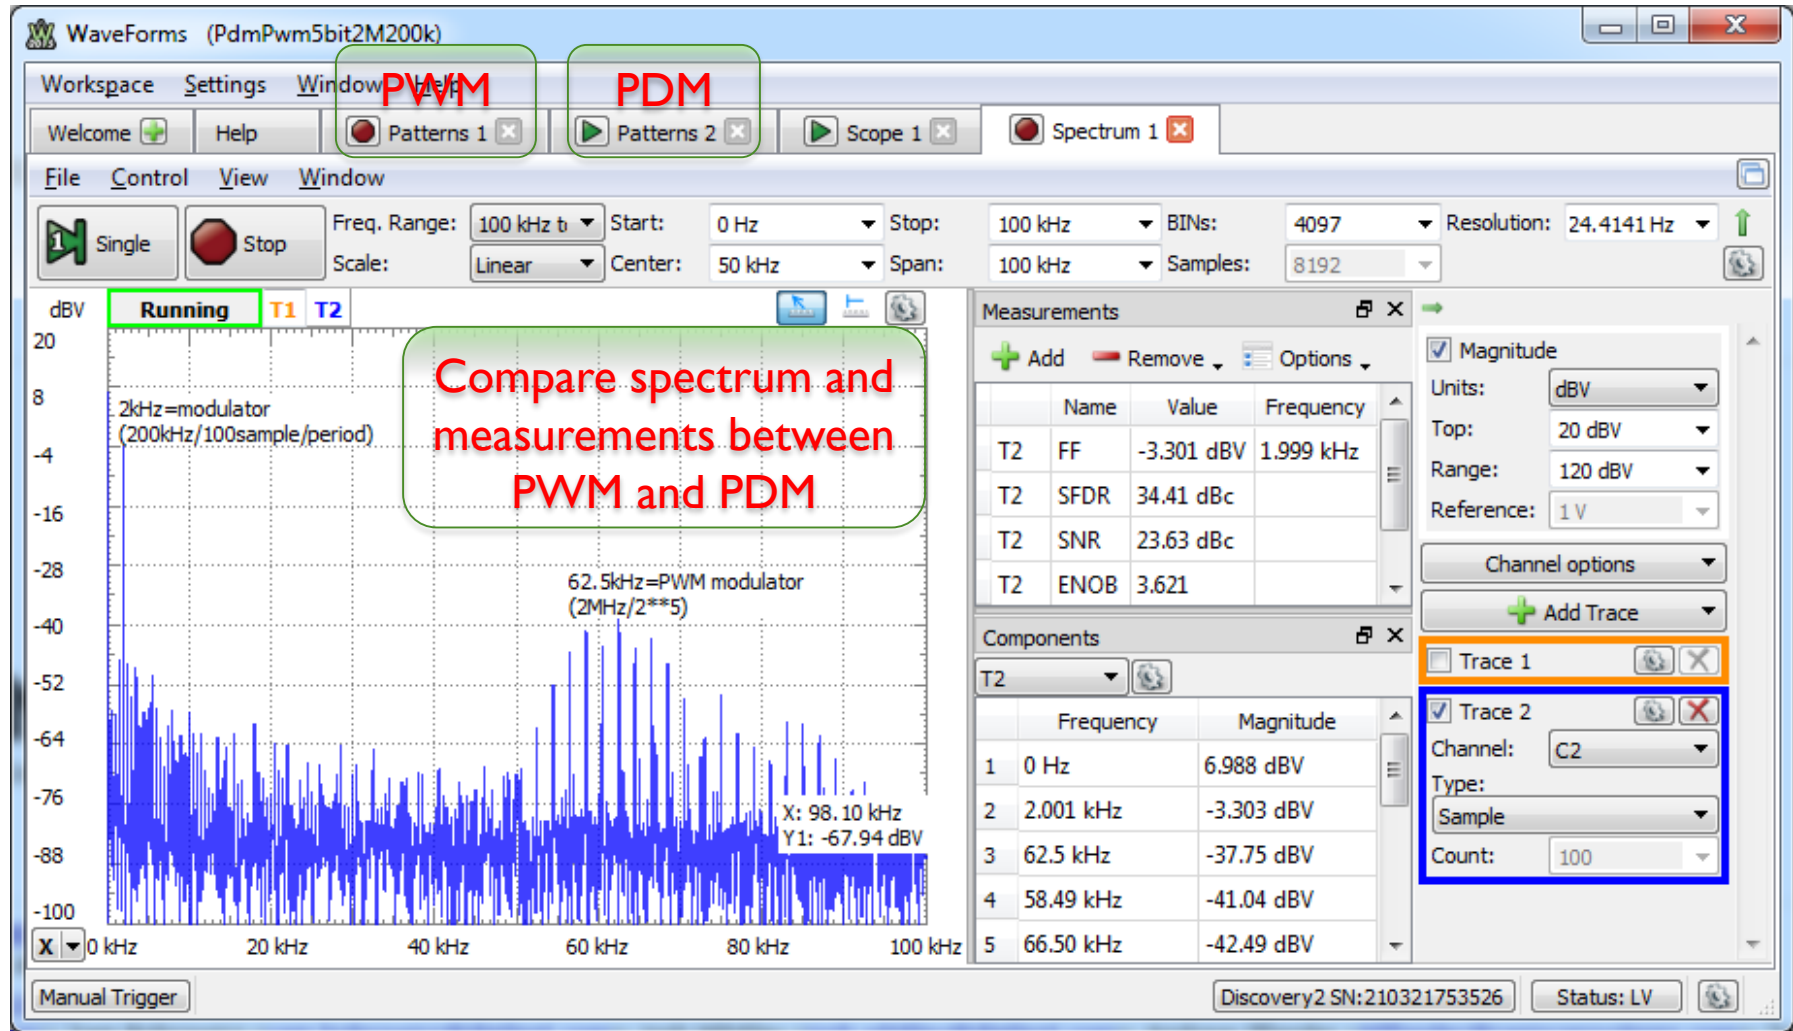 WaveForms (PdmPwm5bit2M200k)
PWM PDM
Workspace Settings Window Help
Welcome Help Patterns 1 Patterns 2 Scope 1 Spectrum 1
File Control View Window
Single Stop Freq. Range: 100 kHz t Start: 0 Hz Stop: 100 kHz BINs: 4097 Resolution: 24.4141 Hz
Scale: Linear Center: 50 kHz Span: 100 kHz Samples: 8192
dBV Running T1 T2
20
8
-4
-16
-28
-40
-52
-64
-76
-88
-100
2kHz=modulator
(200kHz/100sample/period)
Compare spectrum and
measurements between
PWM and PDM
62.5kHz=PWM modulator
(2MHz/2**5)
X: 98.10 kHz
Y1: -67.94 dBV
X 0 kHz 20 kHz 40 kHz 60 kHz 80 kHz 100 kHz
Measurements
Add Remove Options
Name Value Frequency
T2 FF -3.301 dBV 1.999 kHz
T2 SFDR 34.41 dBc
T2 SNR 23.63 dBc
T2 ENOB 3.621
Components
T2
Frequency Magnitude
1 0 Hz 6.988 dBV
2 2.001 kHz -3.303 dBV
3 62.5 kHz -37.75 dBV
4 58.49 kHz -41.04 dBV
5 66.50 kHz -42.49 dBV
Magnitude
Units: dBV
Top: 20 dBV
Range: 120 dBV
Reference: 1 V
Channel options
Add Trace
Trace 1
Trace 2
Channel: C2
Type:
Sample
Count: 100
Manual Trigger Discovery2 SN:210321753526 Status: LV